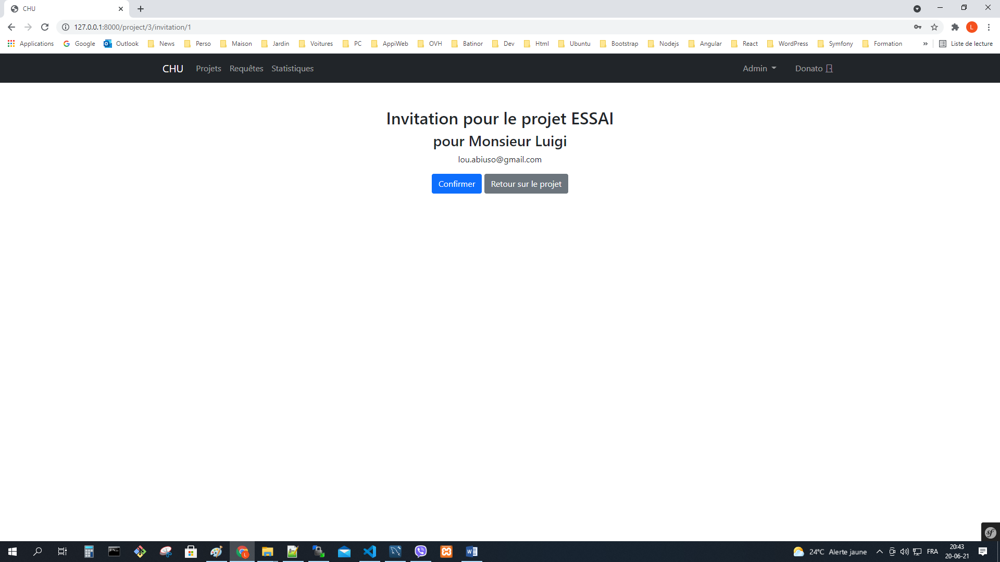 CHU
127.0.0.1:8000/project/3/invitation/1
L
Applications Google Outlook News Perso Maison Jardin Voitures PC AppiWeb OVH Batinor Dev Html Ubuntu Bootstrap Nodejs Angular React WordPress Symfony Formation » Liste de lecture
CHU Projets Requêtes Statistiques Admin Donato
Invitation pour le projet ESSAI
pour Monsieur Luigi
lou.abiuso@gmail.com
Confirmer Retour sur le projet
sf
24°C Alerte jaune FRA 20:43
20-06-21